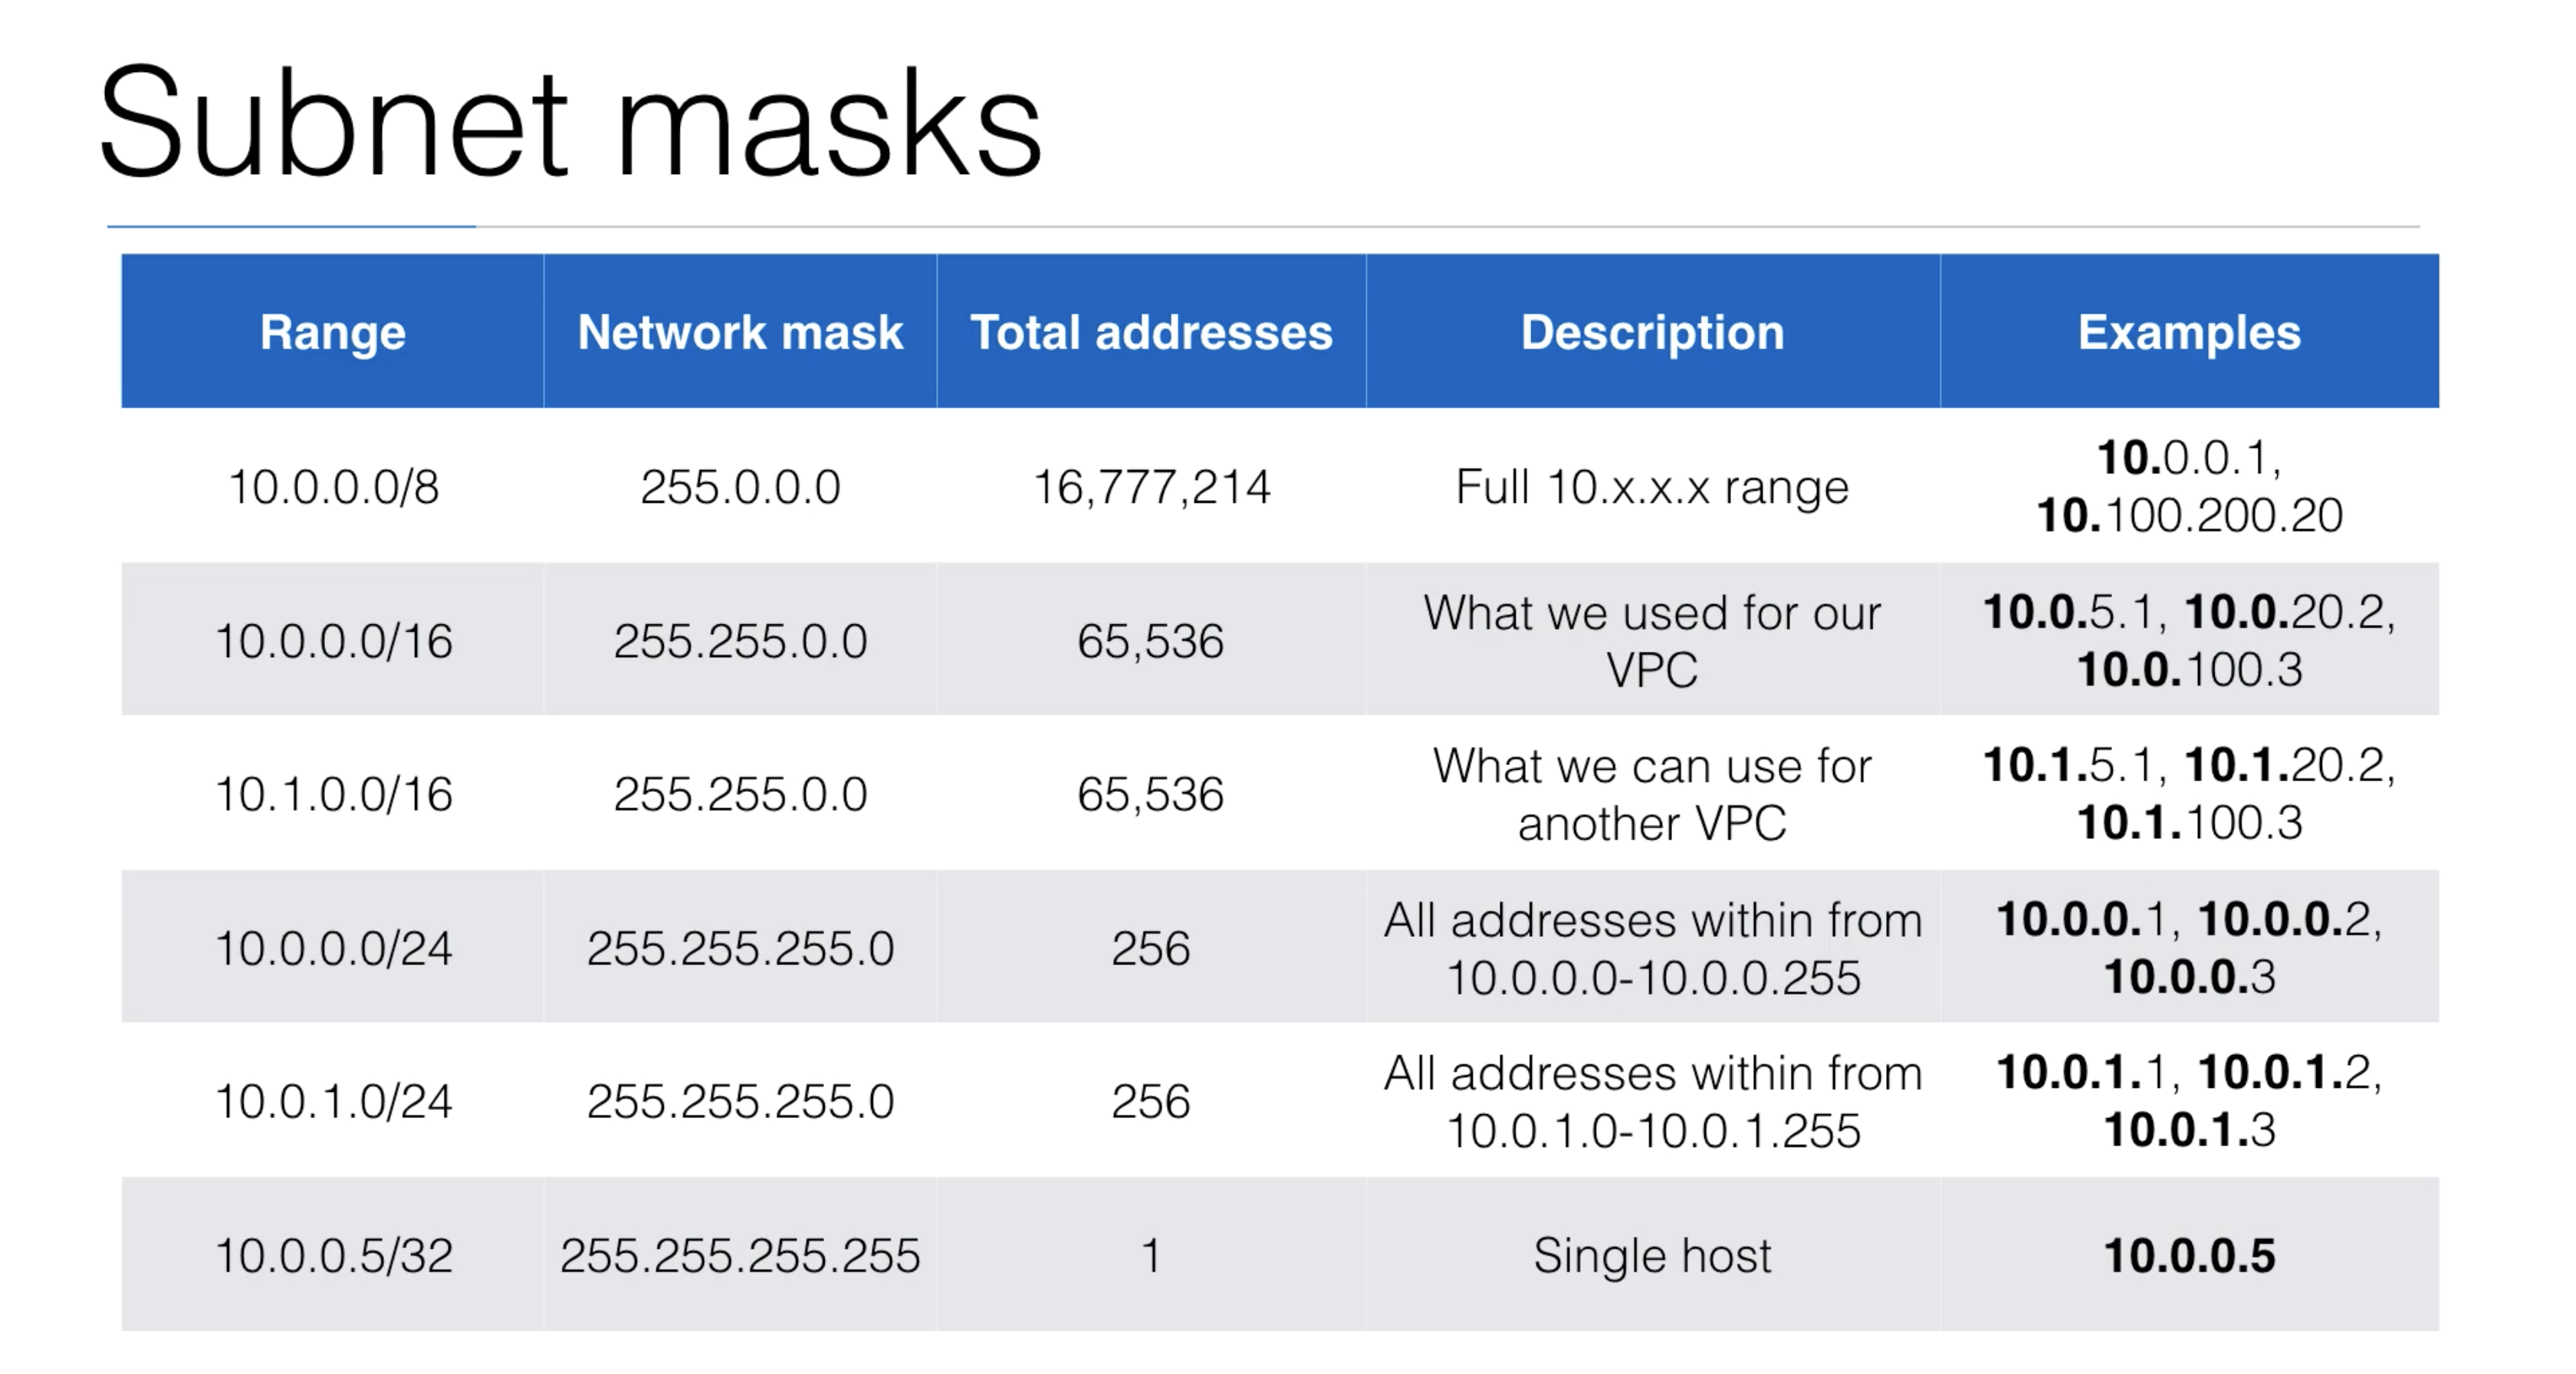 Subnet masks
Range Network mask Total addresses Description Examples
10.0.0.0/8 255.0.0.0 16,777,214 Full 10.x.x.x range 10.0.0.1,
10.100.200.20
10.0.0.0/16 255.255.0.0 65,536 What we used for our
VPC
10.0.5.1, 10.0.20.2,
10.0.100.3
10.1.0.0/16 255.255.0.0 65,536 What we can use for
another VPC
10.1.5.1, 10.1.20.2,
10.1.100.3
10.0.0.0/24 255.255.255.0 256 All addresses within from
10.0.0.0-10.0.0.255
10.0.0.1, 10.0.0.2,
10.0.0.3
10.0.1.0/24 255.255.255.0 256 All addresses within from
10.0.1.0-10.0.1.255
10.0.1.1, 10.0.1.2,
10.0.1.3
10.0.0.5/32 255.255.255.255 1 Single host 10.0.0.5